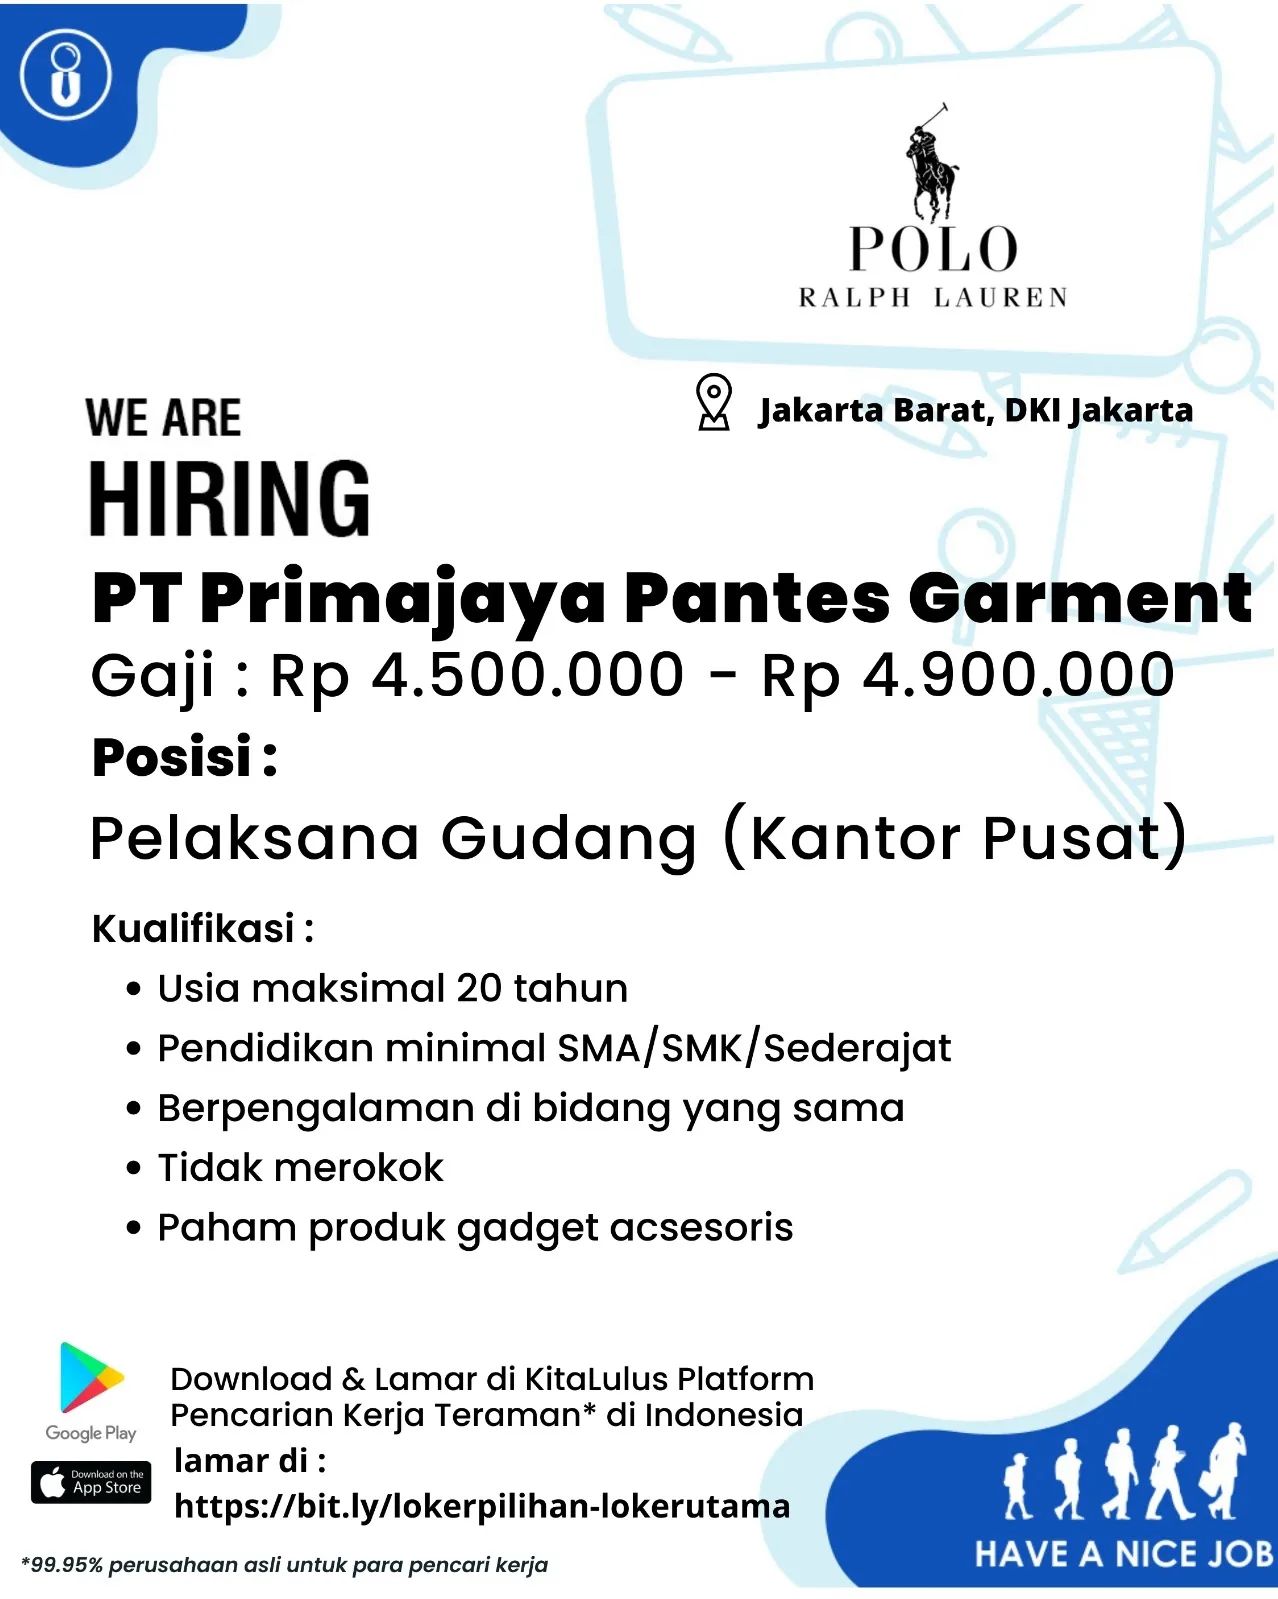 POLO
RALPH LAUREN
Jakarta Barat, DKI Jakarta
WE ARE
HIRING
PT Primajaya Pantes Garment
Gaji : Rp 4.500.000 - Rp 4.900.000
Posisi :
Pelaksana Gudang (Kantor Pusat)
Kualifikasi :
• Usia maksimal 20 tahun
• Pendidikan minimal SMA/SMK/Sederajat
• Berpengalaman di bidang yang sama
• Tidak merokok
• Paham produk gadget acsesoris
Google Play
Download on the
App Store
Download & Lamar di KitaLulus Platform
Pencarian Kerja Teraman* di Indonesia
lamar di :
https://bit.ly/lokerpilihan-lokerutama
*99.95% perusahaan asli untuk para pencari kerja
HAVE A NICE JOB